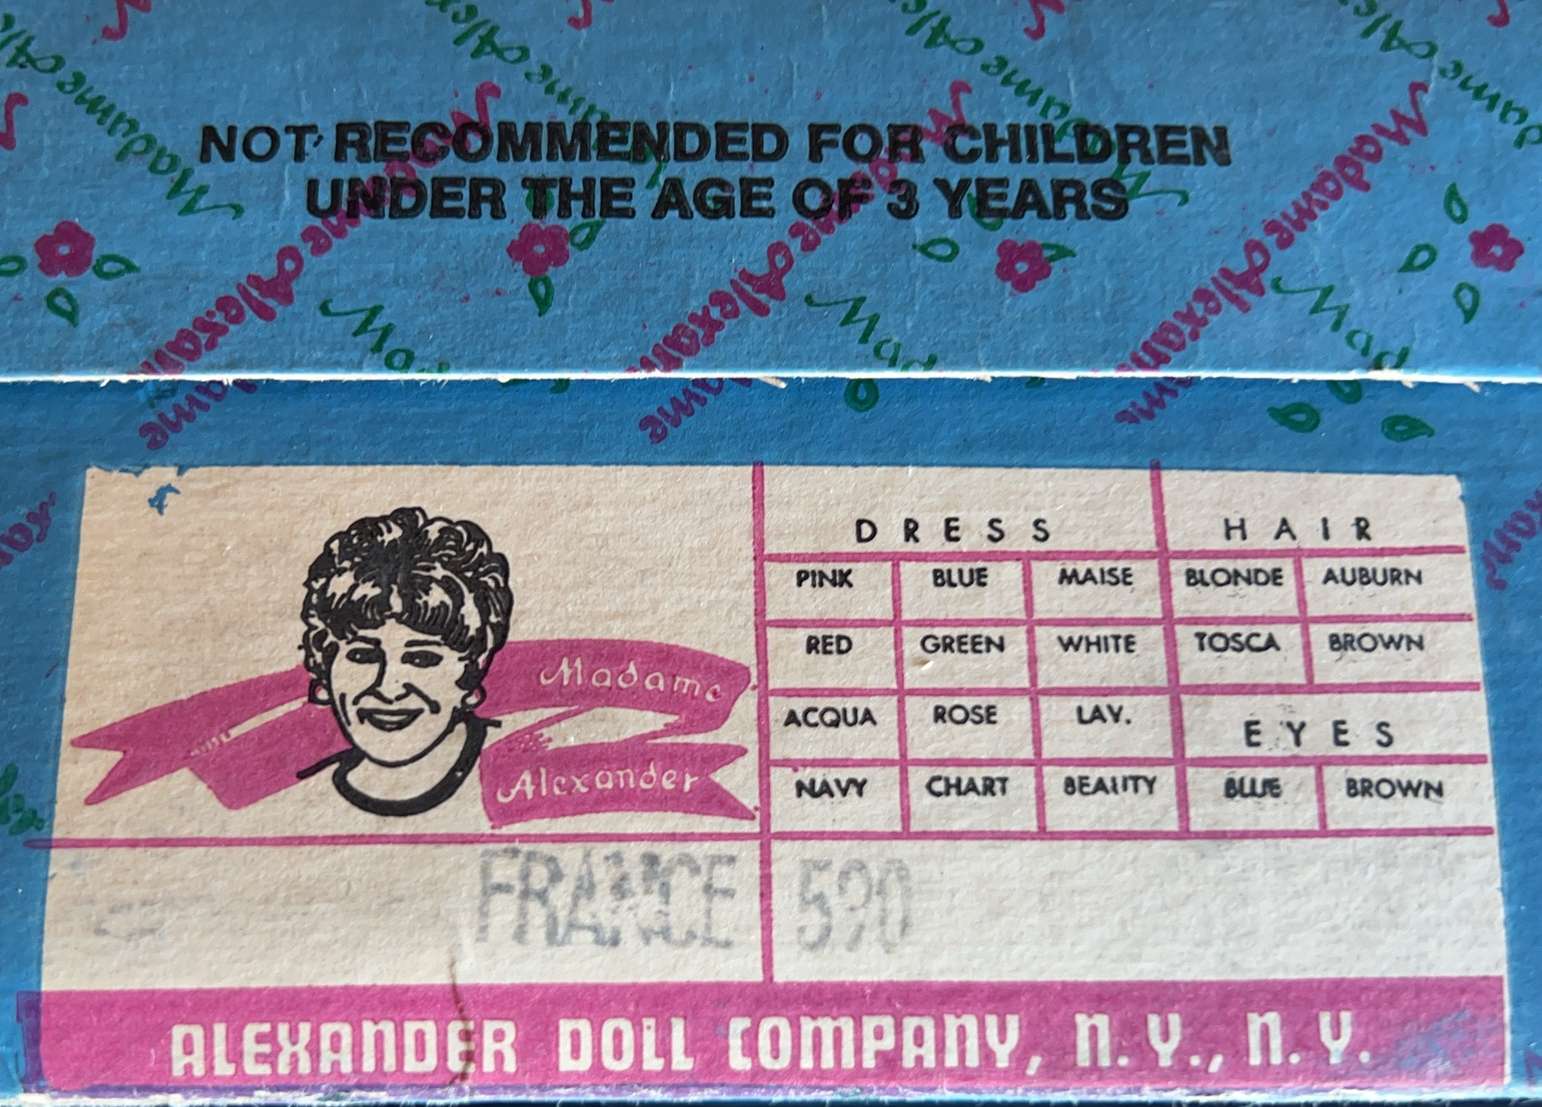 NOT RECOMMENDED FOR CHILDREN
UNDER THE AGE OF 3 YEARS
Madame Alexander
Madame
Alexander
DRESS HAIR
PINK BLUE MAISE BLONDE AUBURN
RED GREEN WHITE TOSCA BROWN
ACQUA ROSE LAV.
EYES
NAVY CHART BEAUTY BLUE BROWN
FRANCE 590
ALEXANDER DOLL COMPANY, N.Y., N.Y.